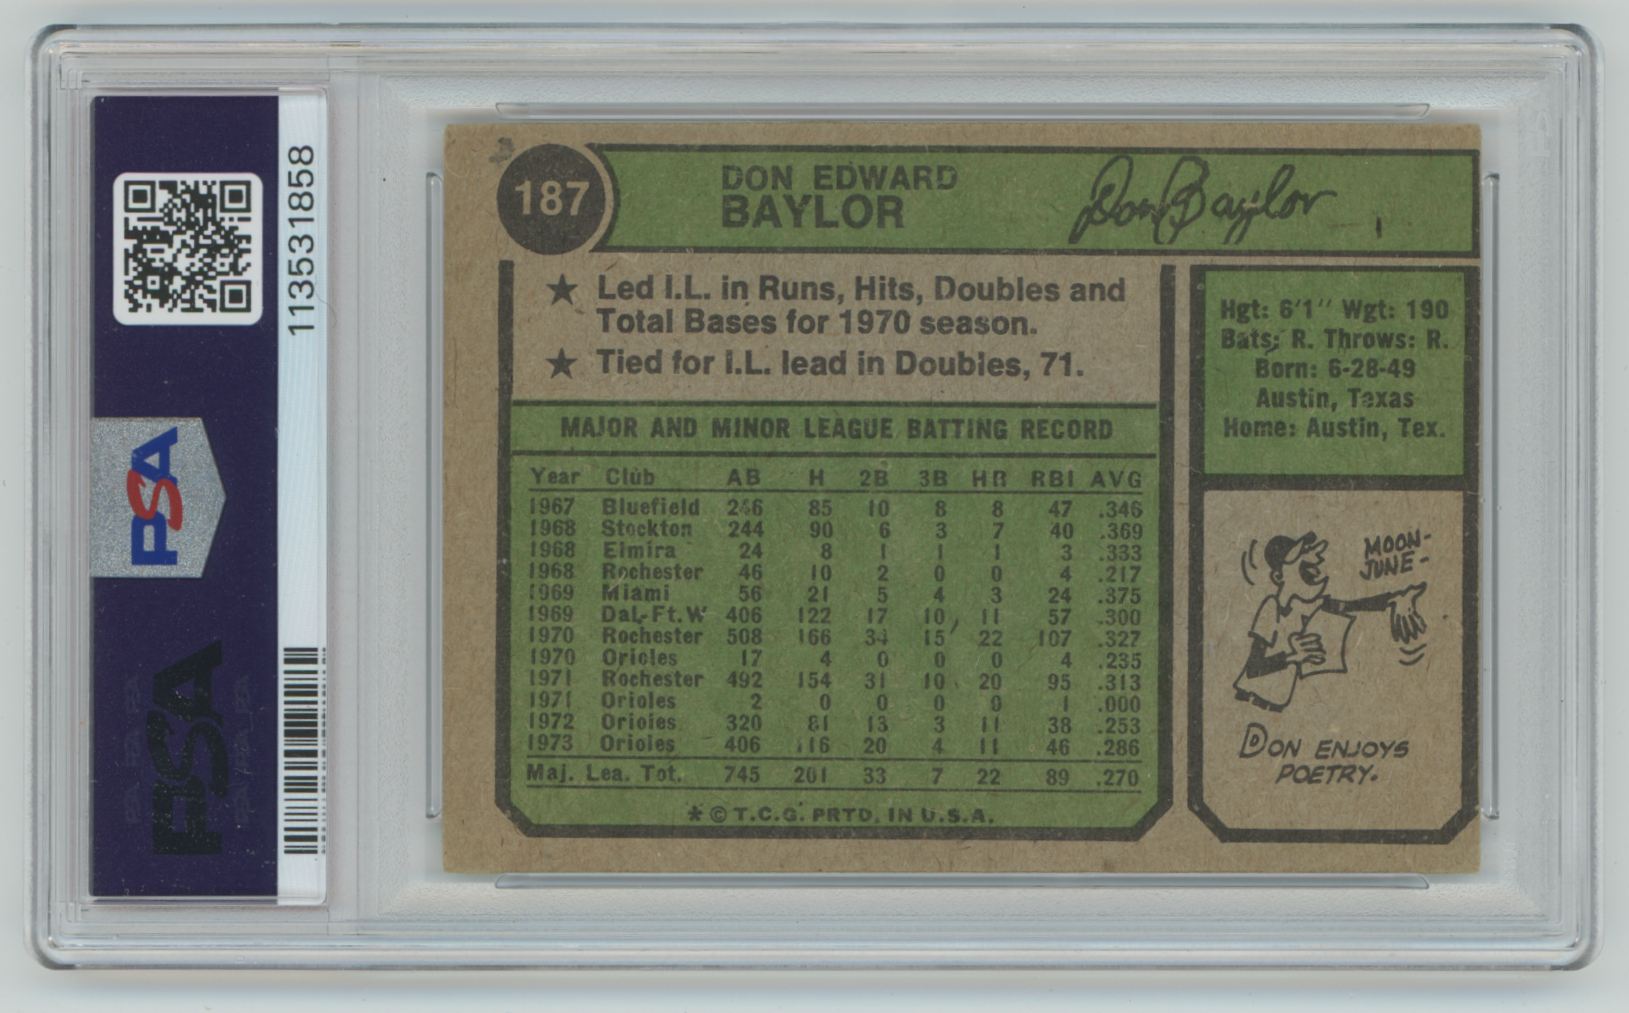 PSA
113531858
PSA
187
DON EDWARD
BAYLOR
Don Baylor
★ Led I.L. in Runs, Hits, Doubles and
Total Bases for 1970 season.
★ Tied for I.L. lead in Doubles, 71.
Hgt: 6'1" Wgt: 190
Bats: R. Throws: R.
Born: 6-28-49
Austin, Texas
Home: Austin, Tex.
MAJOR AND MINOR LEAGUE BATTING RECORD
Year Club AB H 2B 3B HR RBI AVG
1967 Bluefield 246 85 10 8 8 47 .346
1968 Stockton 244 90 6 3 7 40 .369
1968 Elmira 24 8 1 1 1 3 .333
1968 Rochester 46 10 2 0 0 4 .217
1969 Miami 56 21 5 4 3 24 .375
1969 Dal.-Ft.W 406 122 17 10 11 57 .300
1970 Rochester 508 166 34 15 22 107 .327
1970 Orioles 17 4 0 0 0 4 .235
1971 Rochester 492 154 31 10 20 95 .313
1971 Orioles 2 0 0 0 0 1 .000
1972 Orioles 320 81 13 3 11 38 .253
1973 Orioles 406 116 20 4 11 46 .286
Maj. Lea. Tot. 745 201 33 7 22 89 .270
* © T.C.G. PRTD. IN U.S.A.
MOON-
JUNE-
DON ENJOYS
POETRY.